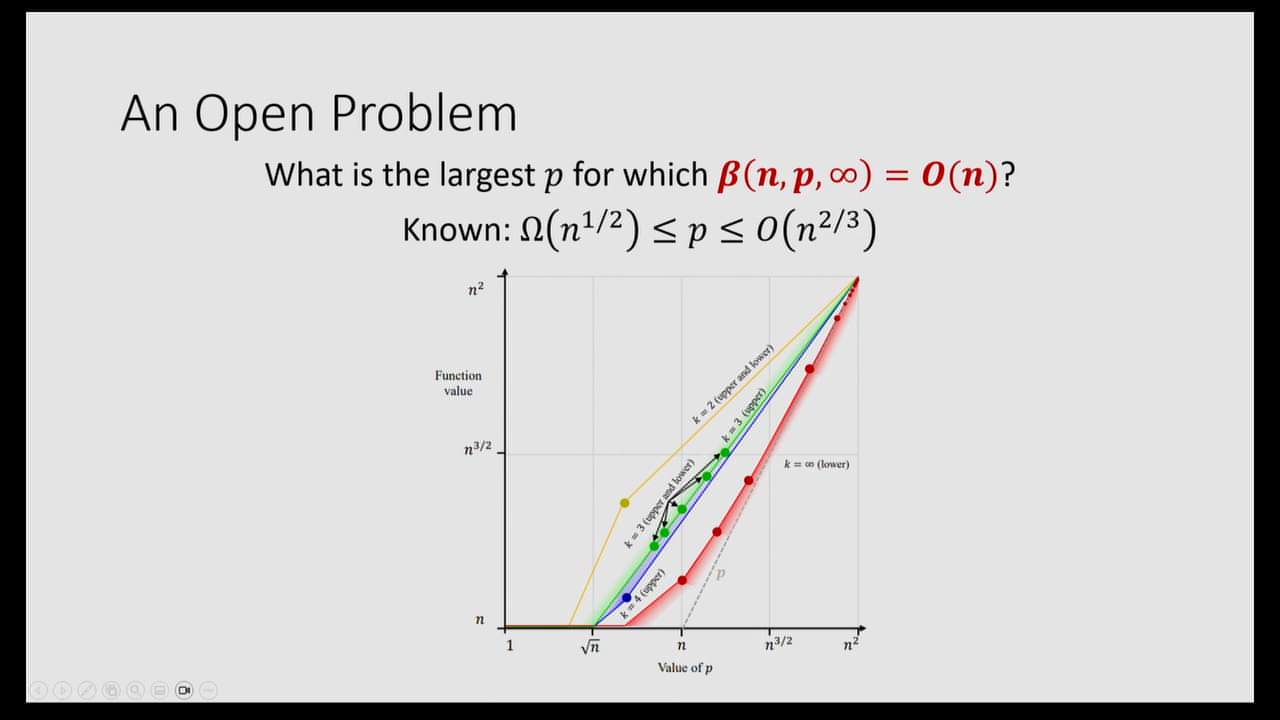 An Open Problem
What is the largest p for which β(n, p, ∞) = O(n)?
Known: Ω(n^{1/2}) ≤ p ≤ O(n^{2/3})
n²
Function
value
k = 2 (upper and lower)
k = 3 (upper)
n^{3/2}
k = ∞ (lower)
k = 3 (upper and lower)
p
k = 4 (upper)
n
1
√n
n
n^{3/2}
n²
Value of p